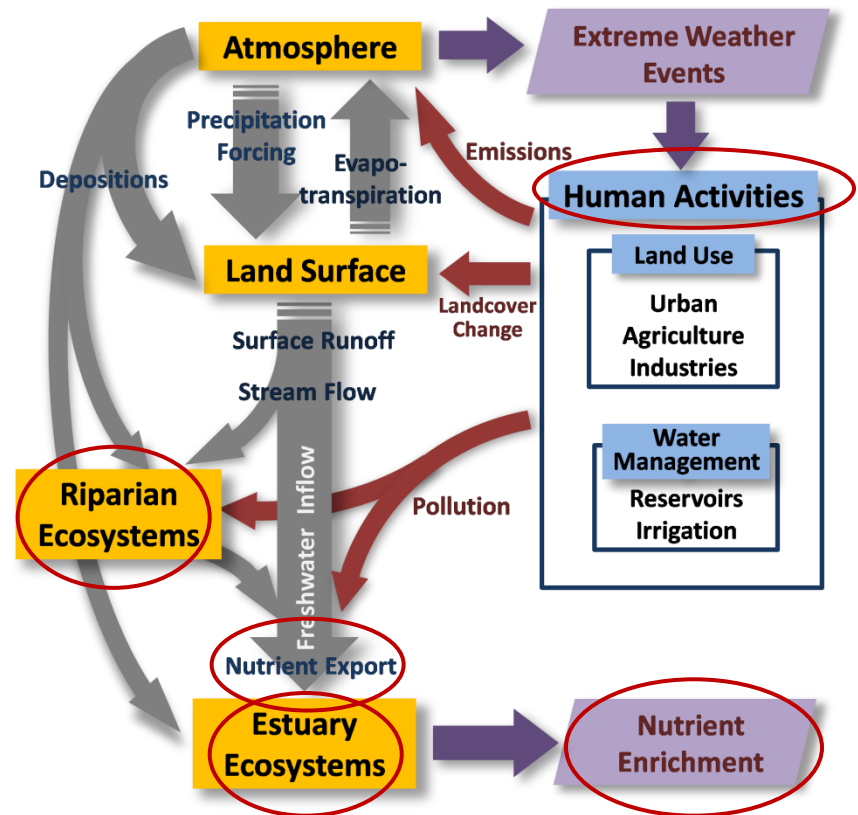 Atmosphere
Extreme Weather
Events
Precipitation
Forcing
Evapo-
transpiration
Emissions
Depositions
Human Activities
Land Surface
Landcover
Change
Land Use
Urban
Agriculture
Industries
Surface Runoff
Stream Flow
Water
Management
Reservoirs
Irrigation
Riparian
Ecosystems
Freshwater Inflow
Pollution
Nutrient Export
Estuary
Ecosystems
Nutrient
Enrichment